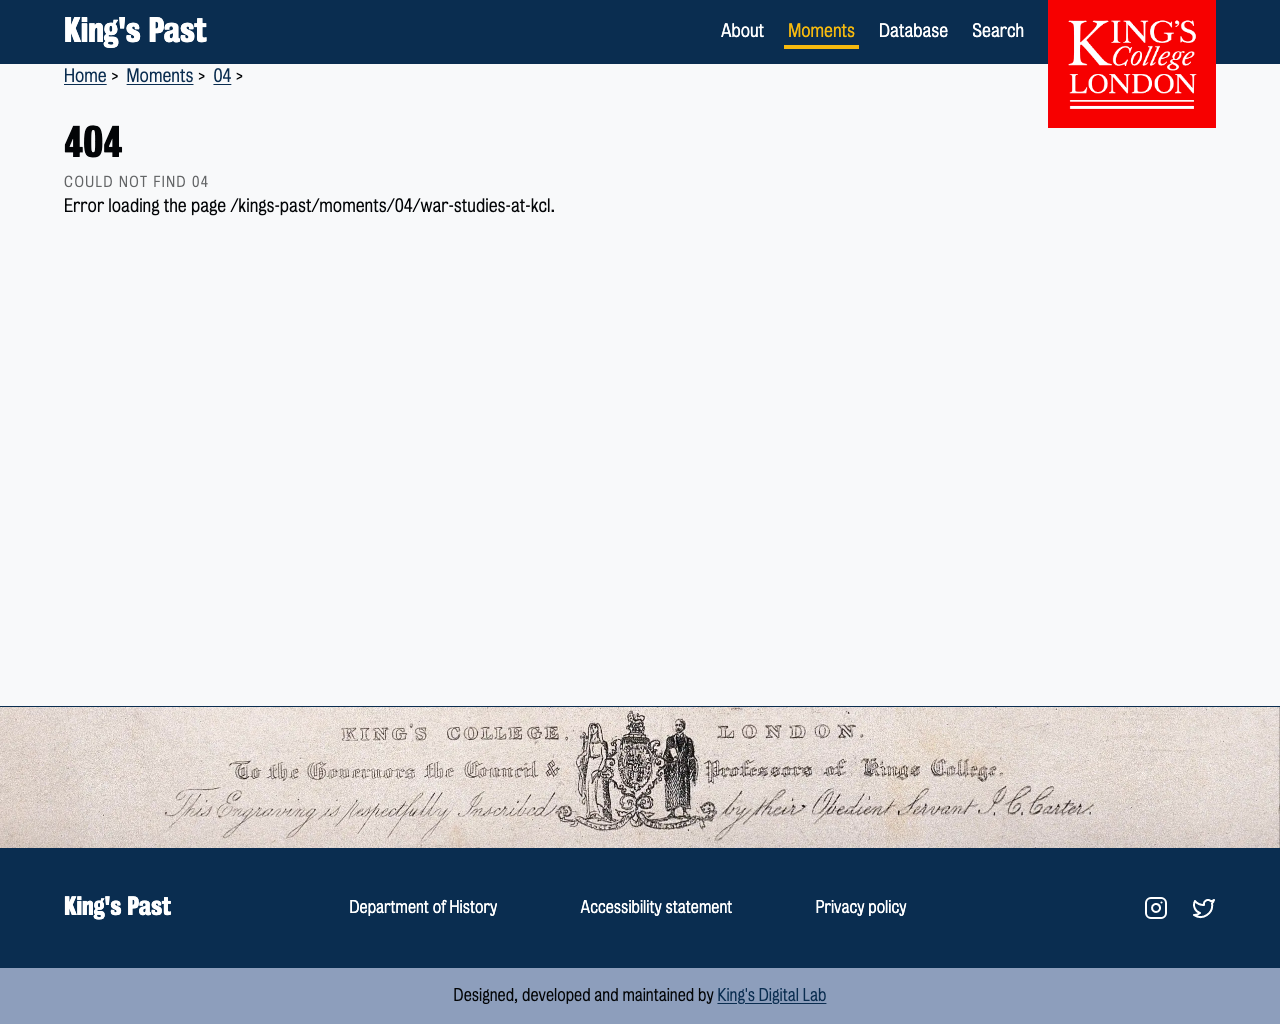 King's Past
About
Moments
Database
Search
KING'S
College
LONDON
Home > Moments > 04 >
404
COULD NOT FIND 04
Error loading the page /kings-past/moments/04/war-studies-at-kcl.
KING'S COLLEGE, LONDON.
To the Governors the Council & Professors of Kings College.
This Engraving is respectfully Inscribed by their Obedient Servant J. C. Carter.
King's Past
Department of History
Accessibility statement
Privacy policy
Designed, developed and maintained by King's Digital Lab